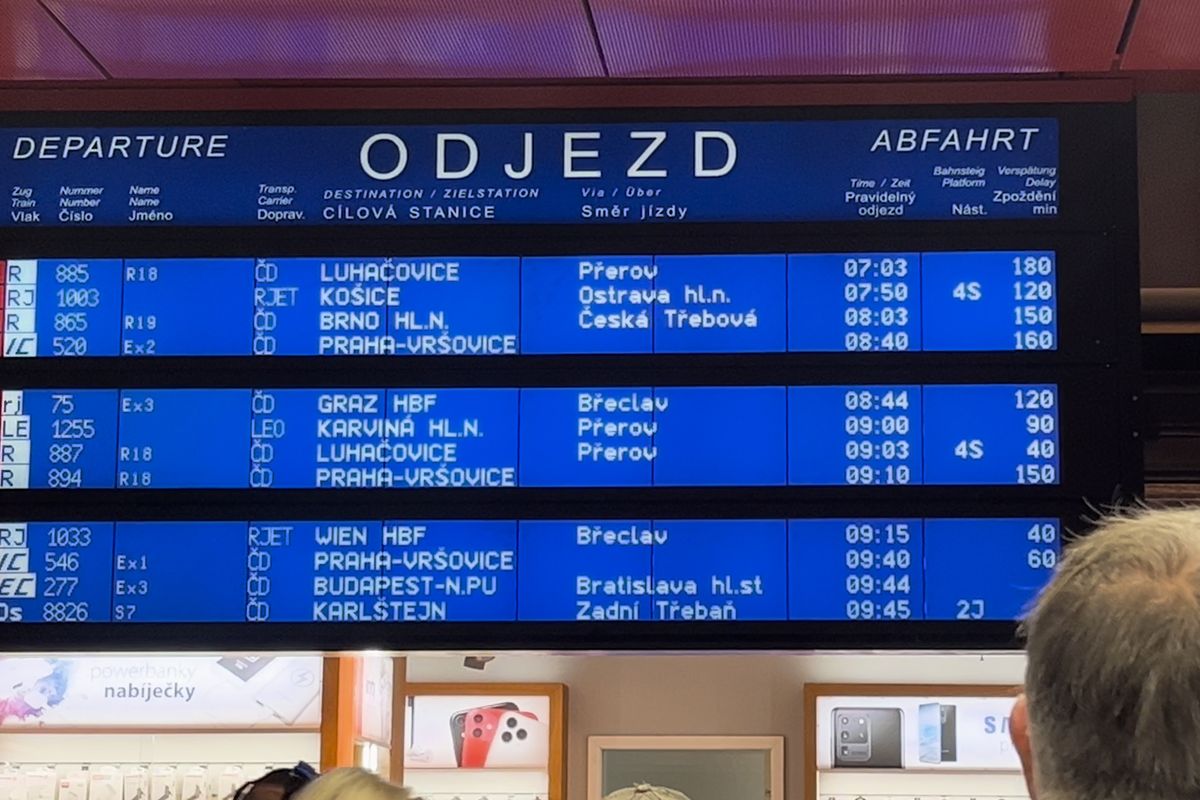 DEPARTURE ODJEZD ABFAHRT
Zug Nummer Name Transp. DESTINATION / ZIELSTATION Via / Über Time / Zeit Bahnsteig Verspätung
Train Number Name Carrier CÍLOVÁ STANICE Směr jízdy Pravidelný Platform Delay
Vlak Číslo Jméno Doprav. odjezd Nást. Zpoždění
min
R 885 R18 ČD LUHAČOVICE Přerov 07:03 180
RJ 1003 RJET KOŠICE Ostrava hl.n. 07:50 4S 120
R 865 R19 ČD BRNO HL.N. Česká Třebová 08:03 150
IC 520 Ex2 ČD PRAHA-VRŠOVICE 08:40 160
rj 75 Ex3 ČD GRAZ HBF Břeclav 08:44 120
LE 1255 LEO KARVINÁ HL.N. Přerov 09:00 90
R 887 R18 ČD LUHAČOVICE Přerov 09:03 4S 40
R 894 R18 ČD PRAHA-VRŠOVICE 09:10 150
RJ 1033 RJET WIEN HBF Břeclav 09:15 40
IC 546 Ex1 ČD PRAHA-VRŠOVICE 09:40 60
EC 277 Ex3 ČD BUDAPEST-N.PU Bratislava hl.st 09:44
Os 8826 S7 ČD KARLŠTEJN Zadní Třebaň 09:45 2J
powerbanky
nabíječky